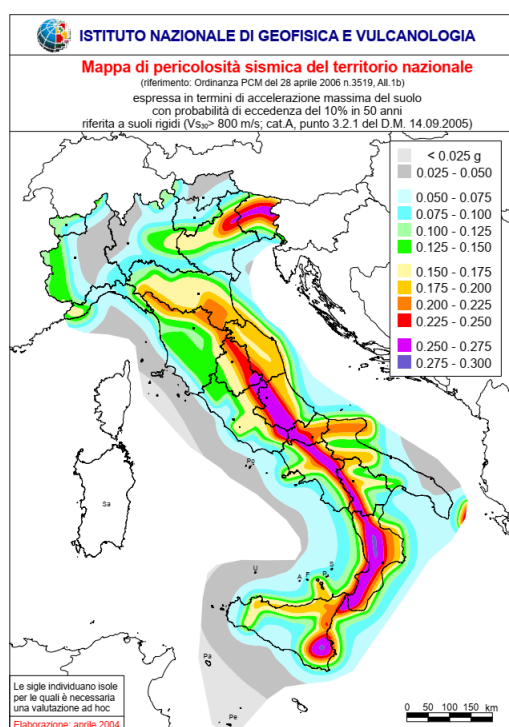 ISTITUTO NAZIONALE DI GEOFISICA E VULCANOLOGIA
Mappa di pericolosità sismica del territorio nazionale
(riferimento: Ordinanza PCM del 28 aprile 2006 n.3519, All.1b)
espressa in termini di accelerazione massima del suolo
con probabilità di eccedenza del 10% in 50 anni
riferita a suoli rigidi (Vs30> 800 m/s; cat.A, punto 3.2.1 del D.M. 14.09.2005)
< 0.025 g
0.025 - 0.050
0.050 - 0.075
0.075 - 0.100
0.100 - 0.125
0.125 - 0.150
0.150 - 0.175
0.175 - 0.200
0.200 - 0.225
0.225 - 0.250
0.250 - 0.275
0.275 - 0.300
Po
Sa
U
A
F
P
S
Pa
Pe
Le sigle individuano isole
per le quali è necessaria
una valutazione ad hoc
Elaborazione: aprile 2004
0 50 100 150 km